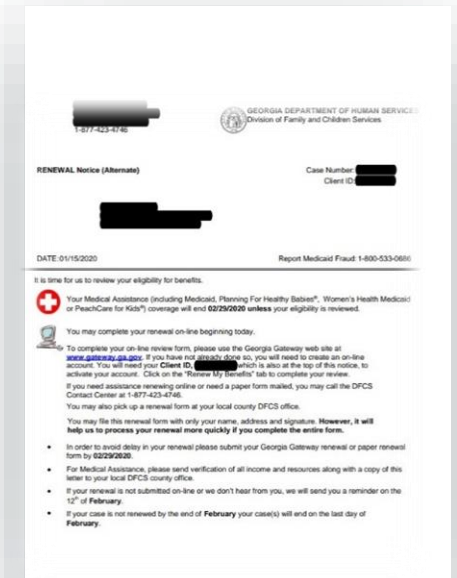 1-877-423-4746
GEORGIA DEPARTMENT OF HUMAN SERVICES
Division of Family and Children Services
RENEWAL Notice (Alternate)
Case Number:
Client ID:
DATE: 01/15/2020
Report Medicaid Fraud: 1-800-533-0686
It is time for us to review your eligibility for benefits.
Your Medical Assistance (including Medicaid, Planning For Healthy Babies®, Women's Health Medicaid
or PeachCare for Kids®) coverage will end 02/29/2020 unless your eligibility is reviewed.
You may complete your renewal on-line beginning today.
To complete your on-line review form, please use the Georgia Gateway web site at
www.gateway.ga.gov. If you have not already done so, you will need to create an on-line
account. You will need your Client ID, which is also at the top of this notice, to
activate your account. Click on the "Renew My Benefits" tab to complete your review.
If you need assistance renewing online or need a paper form mailed, you may call the DFCS
Contact Center at 1-877-423-4746.
You may also pick up a renewal form at your local county DFCS office.
You may file this renewal form with only your name, address and signature. However, it will
help us to process your renewal more quickly if you complete the entire form.
• In order to avoid delay in your renewal please submit your Georgia Gateway renewal or paper renewal
form by 02/29/2020.
• For Medical Assistance, please send verification of all income and resources along with a copy of this
letter to your local DFCS county office.
• If your renewal is not submitted on-line or we don't hear from you, we will send you a reminder on the
12th of February.
• If your case is not renewed by the end of February your case(s) will end on the last day of
February.